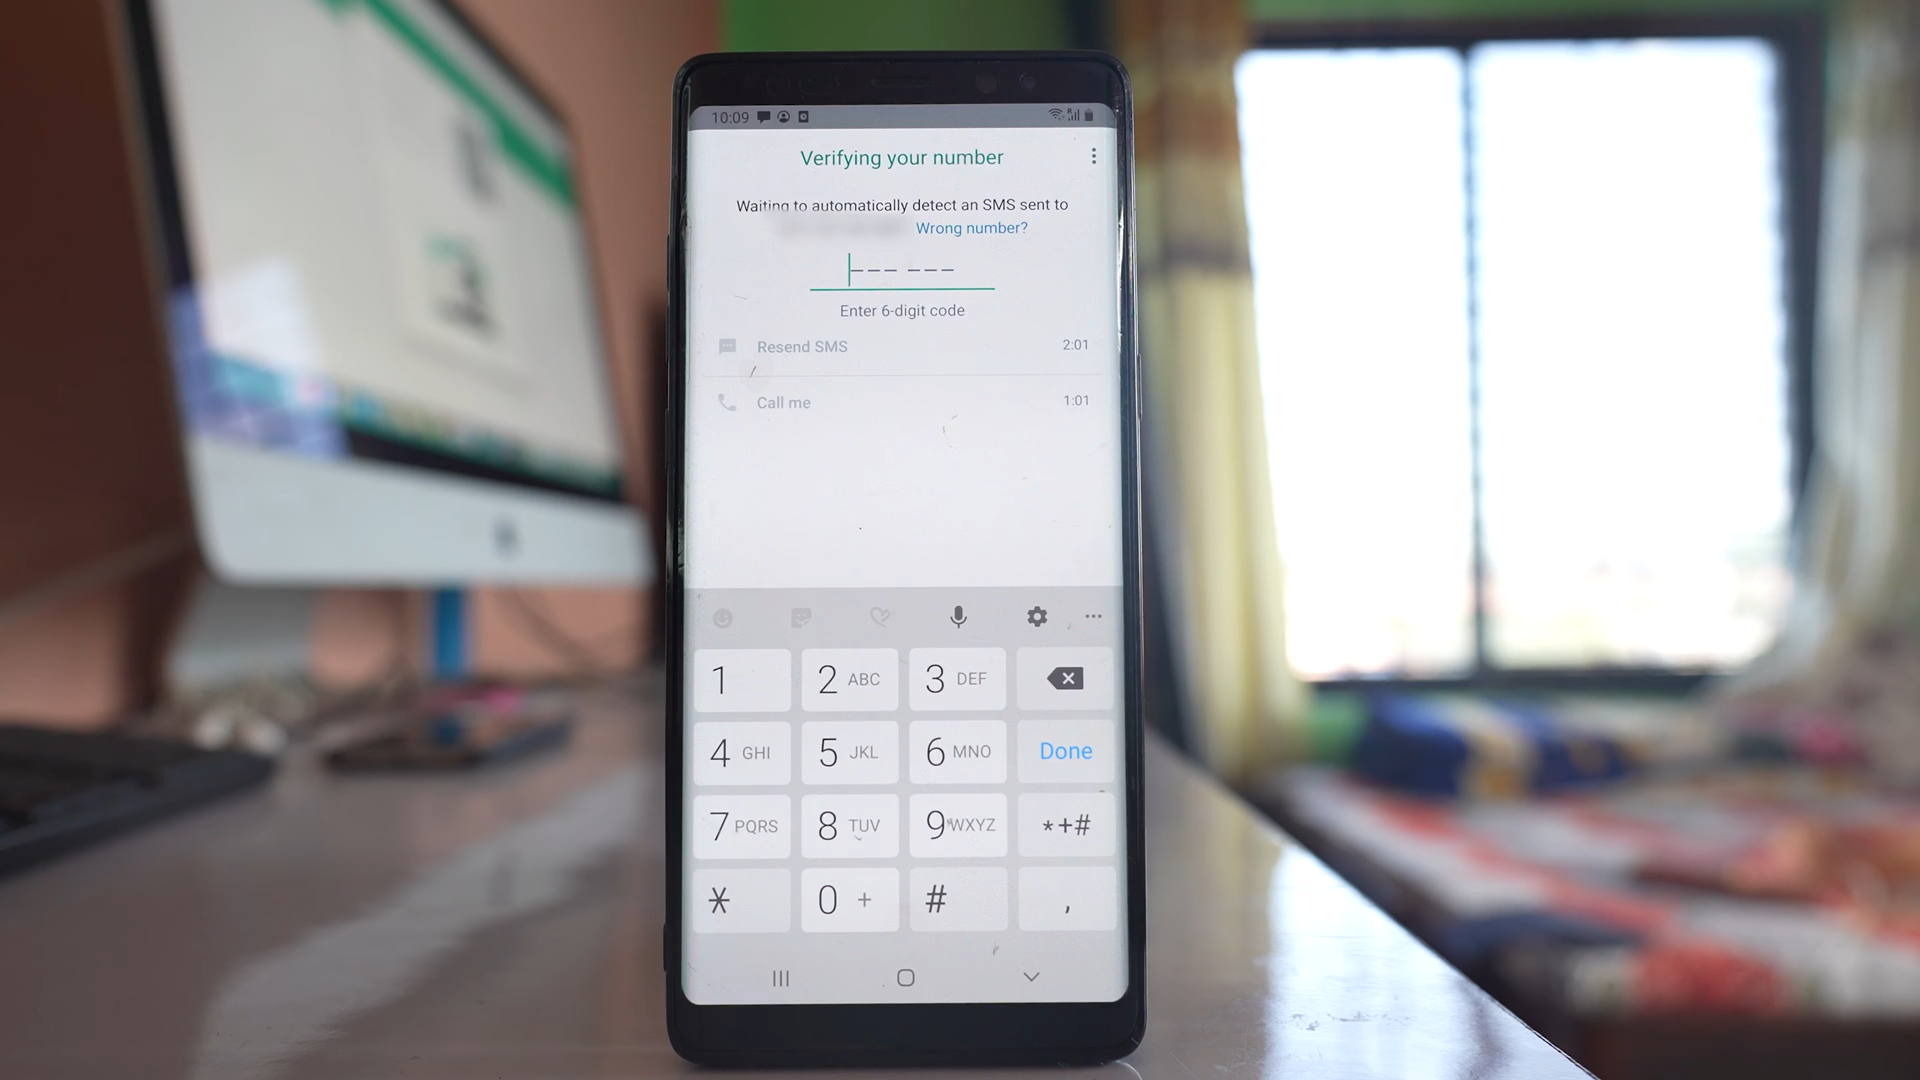 10:09
Verifying your number
Waiting to automatically detect an SMS sent to
Wrong number?
Enter 6-digit code
Resend SMS 2:01
Call me 1:01
1 2 ABC 3 DEF
4 GHI 5 JKL 6 MNO Done
7 PQRS 8 TUV 9 WXYZ *+#
* 0 + # ,